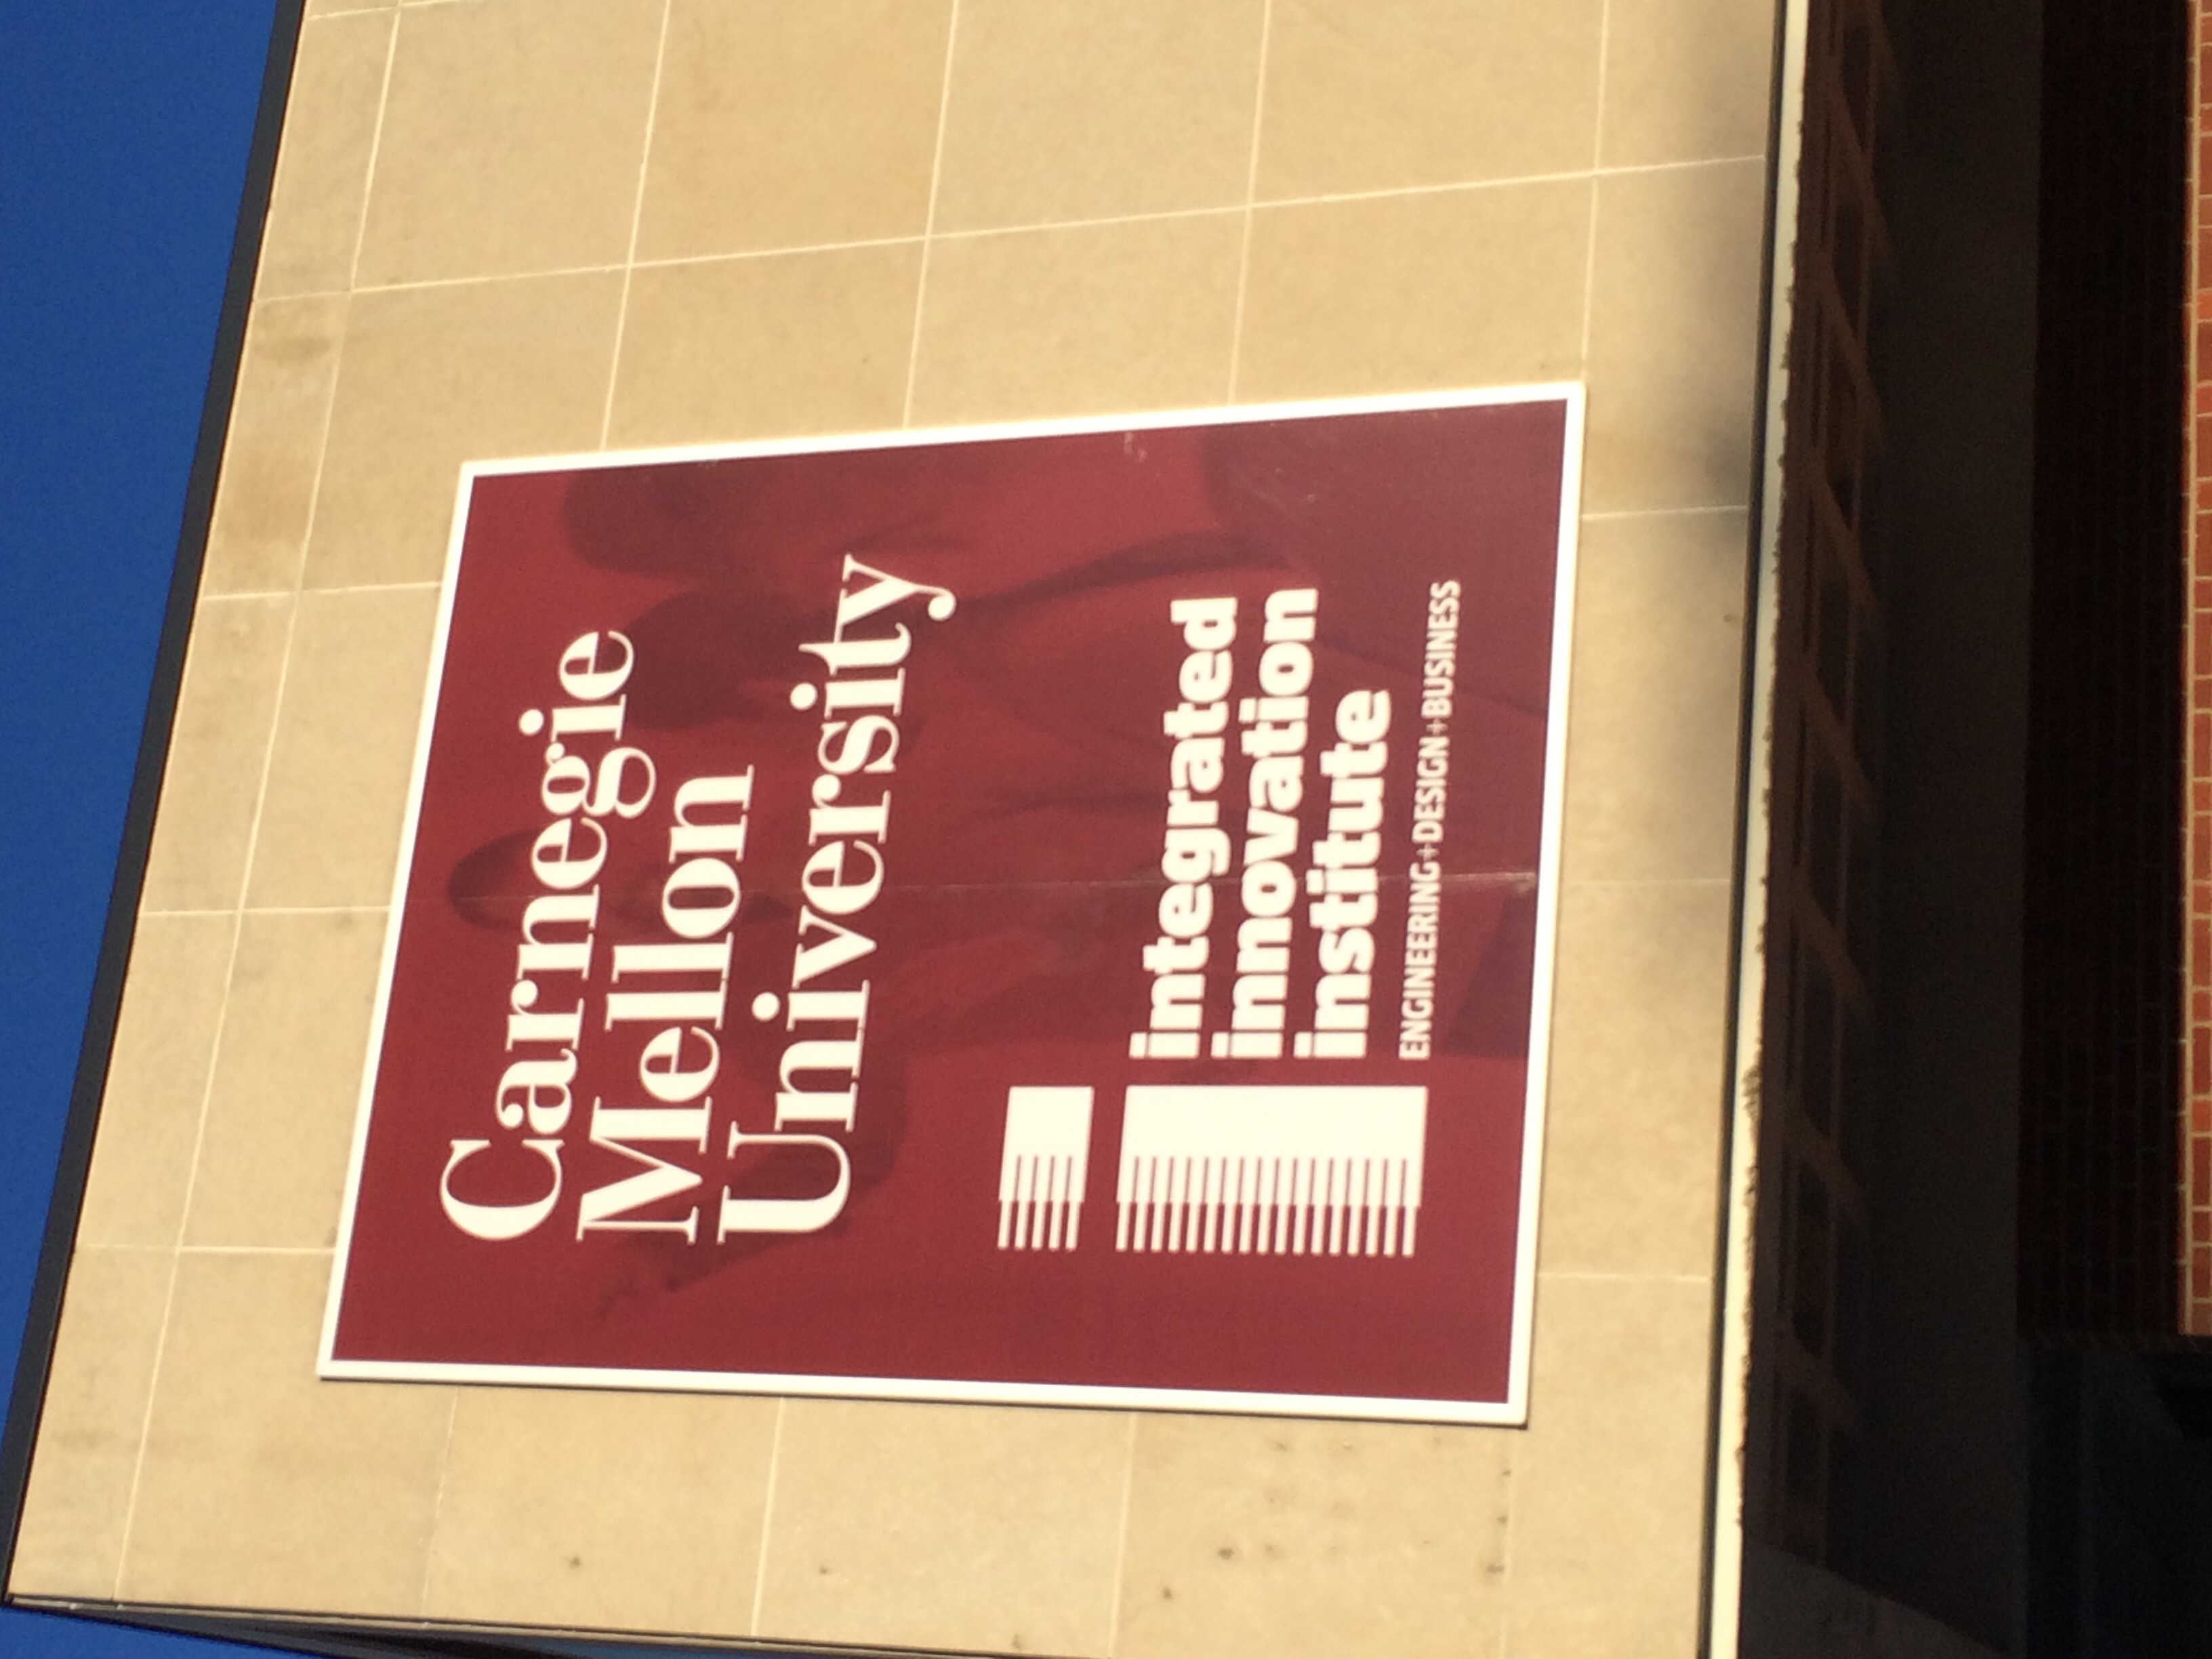 Carnegie
Mellon
University
integrated
innovation
institute
ENGINEERING+DESIGN+BUSINESS